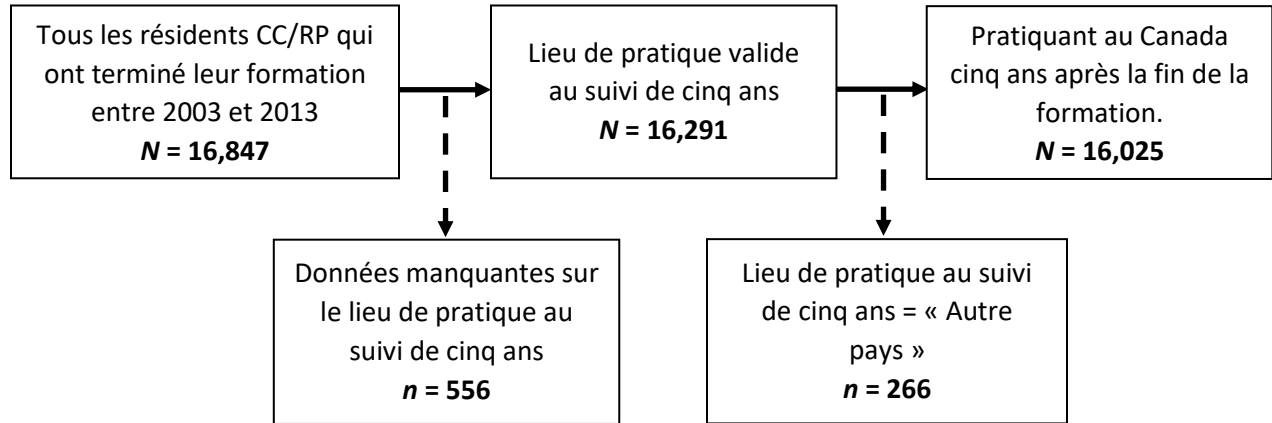 Tous les résidents CC/RP qui
ont terminé leur formation
entre 2003 et 2013
N = 16,847
Lieu de pratique valide
au suivi de cinq ans
N = 16,291
Pratiquant au Canada
cinq ans après la fin de la
formation.
N = 16,025
Données manquantes sur
le lieu de pratique au
suivi de cinq ans
n = 556
Lieu de pratique au suivi
de cinq ans = « Autre
pays »
n = 266